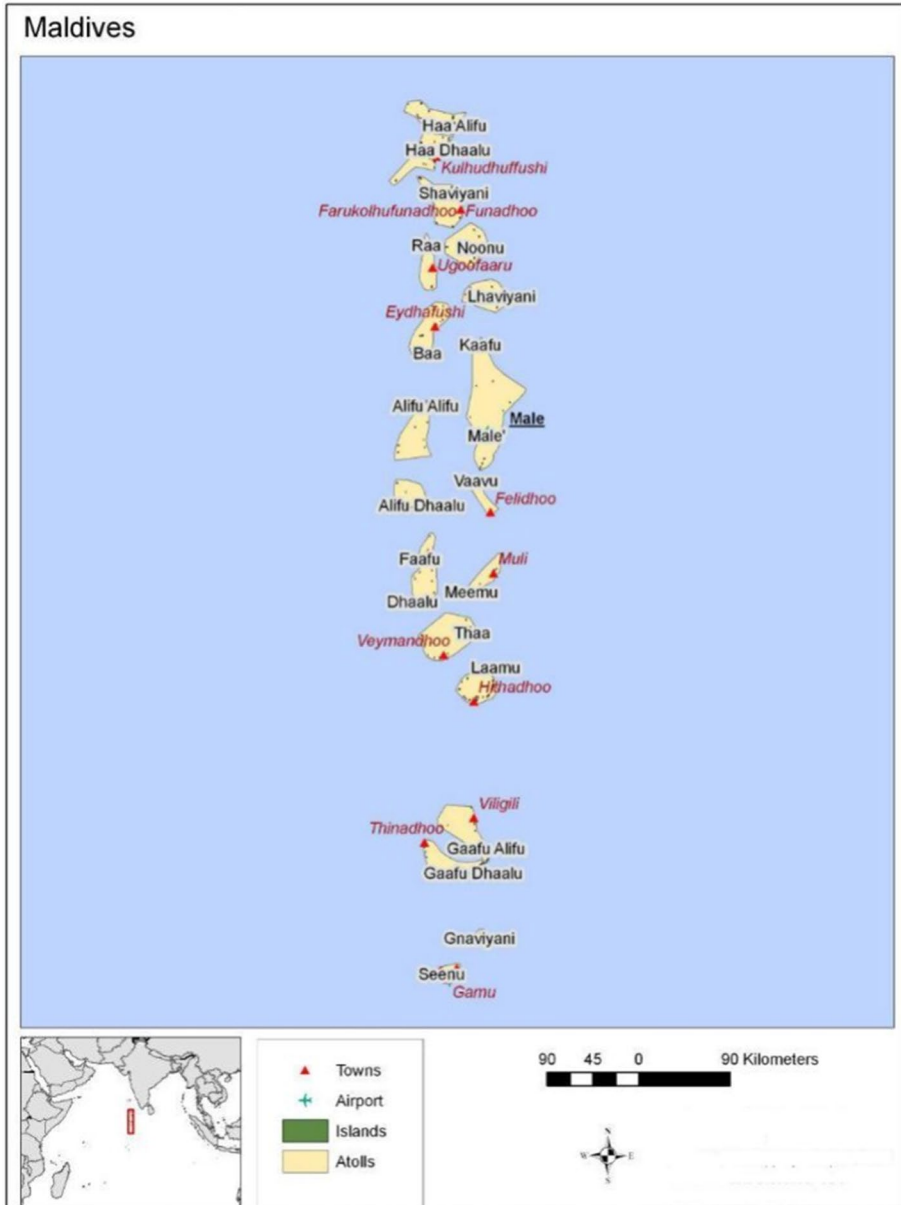 Maldives
Haa Alifu
Haa Dhaalu
Kulhudhuffushi
Shaviyani
Farukolhufunadhoo Funadhoo
Raa Noonu
Ugoofaaru
Lhaviyani
Eydhafushi
Kaafu
Baa
Alifu Alifu
Male
Male'
Vaavu
Felidhoo
Alifu Dhaalu
Faafu
Muli
Meemu
Dhaalu
Thaa
Veymandhoo
Laamu
Hithadhoo
Viligili
Thinadhoo
Gaafu Alifu
Gaafu Dhaalu
Gnaviyani
Seenu
Gamu
Towns
Airport
Islands
Atolls
90 45 0 90 Kilometers
N
W E
S